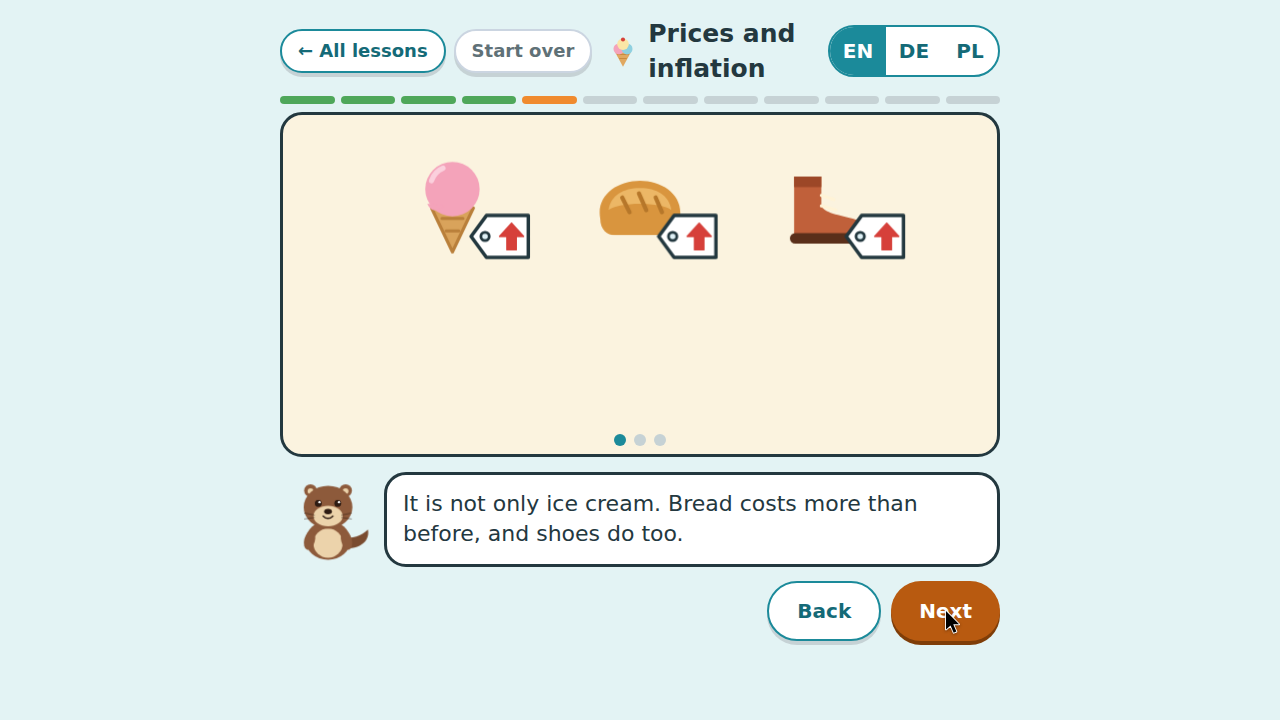 ← All lessons
Start over
Prices and
inflation
EN DE PL
It is not only ice cream. Bread costs more than
before, and shoes do too.
Back
Next